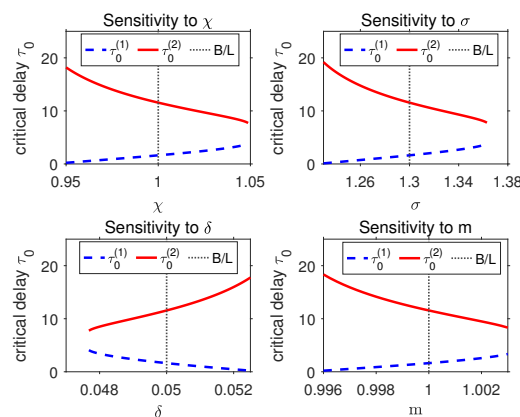 Sensitivity to χ
τ₀⁽¹⁾ τ₀⁽²⁾ B/L
critical delay τ₀
20
10
0
0.95 1 1.05
χ
Sensitivity to σ
τ₀⁽¹⁾ τ₀⁽²⁾ B/L
critical delay τ₀
20
10
0
1.26 1.3 1.34 1.38
σ
Sensitivity to δ
τ₀⁽¹⁾ τ₀⁽²⁾ B/L
critical delay τ₀
20
10
0
0.048 0.05 0.052
δ
Sensitivity to m
τ₀⁽¹⁾ τ₀⁽²⁾ B/L
critical delay τ₀
20
10
0
0.996 0.998 1 1.002
m